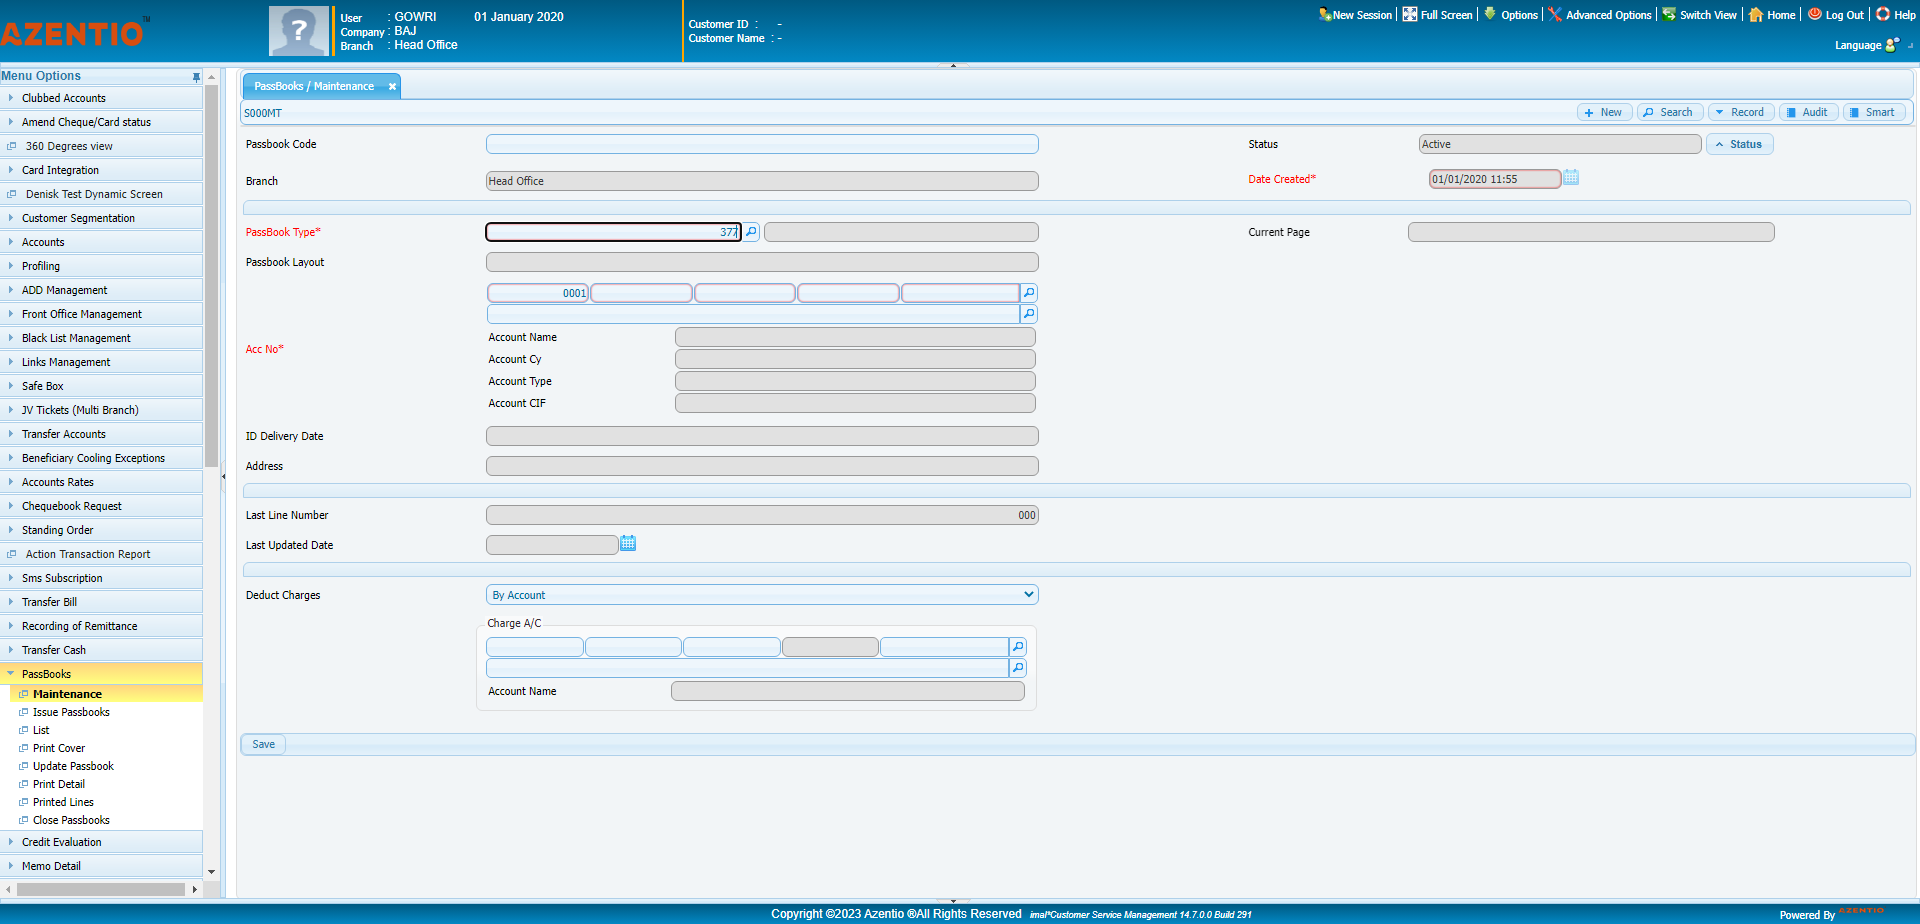 AZENTIO™
User : GOWRI 01 January 2020
Company : BAJ
Branch : Head Office
Customer ID : -
Customer Name : -
New Session Full Screen Options Advanced Options Switch View Home Log Out Help
Language
Menu Options
Clubbed Accounts
Amend Cheque/Card status
360 Degrees view
Card Integration
Denisk Test Dynamic Screen
Customer Segmentation
Accounts
Profiling
ADD Management
Front Office Management
Black List Management
Links Management
Safe Box
JV Tickets (Multi Branch)
Transfer Accounts
Beneficiary Cooling Exceptions
Accounts Rates
Chequebook Request
Standing Order
Action Transaction Report
Sms Subscription
Transfer Bill
Recording of Remittance
Transfer Cash
PassBooks
Maintenance
Issue Passbooks
List
Print Cover
Update Passbook
Print Detail
Printed Lines
Close Passbooks
Credit Evaluation
Memo Detail
PassBooks / Maintenance
S000MT
New Search Record Audit Smart
Passbook Code
Status Active Status
Branch Head Office
Date Created* 01/01/2020 11:55
PassBook Type* 377
Current Page
Passbook Layout
0001
Acc No*
Account Name
Account Cy
Account Type
Account CIF
ID Delivery Date
Address
Last Line Number 000
Last Updated Date
Deduct Charges By Account
Charge A/C
Account Name
Save
Copyright ©2023 Azentio ®All Rights Reserved imal*Customer Service Management 14.7.0.0 Build 291
Powered By AZENTIO